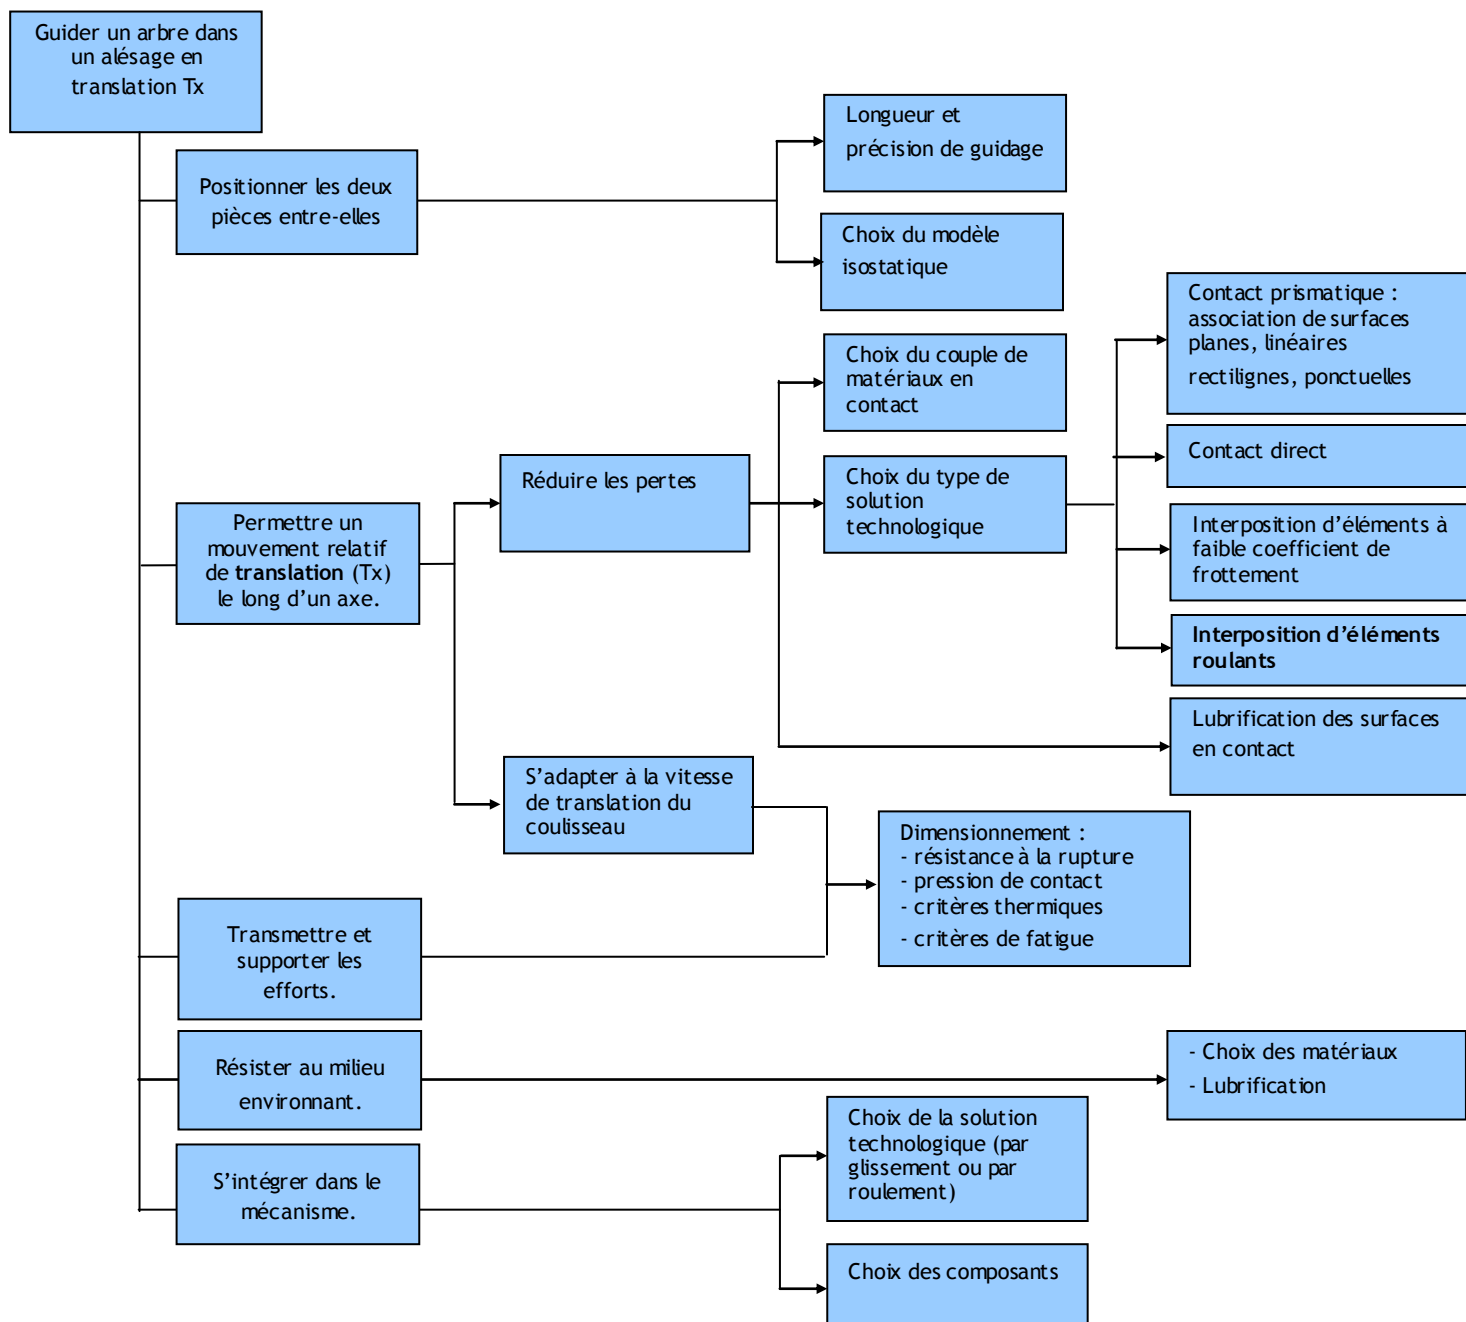 Guider un arbre dans
un alésage en
translation Tx
Longueur et
précision de guidage
Positionner les deux
pièces entre-elles
Choix du modèle
isostatique
Contact prismatique :
association de surfaces
planes, linéaires
rectilignes, ponctuelles
Choix du couple de
matériaux en
contact
Contact direct
Réduire les pertes
Choix du type de
solution
technologique
Permettre un
mouvement relatif
de translation (Tx)
le long d'un axe.
Interposition d'éléments à
faible coefficient de
frottement
Interposition d'éléments
roulants
Lubrification des surfaces
en contact
S'adapter à la vitesse
de translation du
coulisseau
Dimensionnement :
- résistance à la rupture
- pression de contact
- critères thermiques
- critères de fatigue
Transmettre et
supporter les
efforts.
Résister au milieu
environnant.
- Choix des matériaux
- Lubrification
Choix de la solution
technologique (par
glissement ou par
roulement)
S'intégrer dans le
mécanisme.
Choix des composants